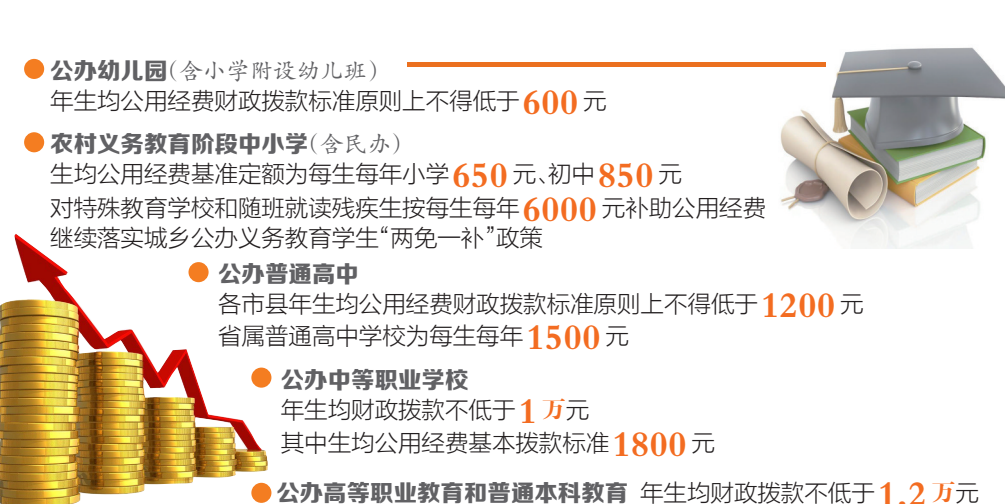 公办幼儿园(含小学附设幼儿班)
年生均公用经费财政拨款标准原则上不得低于600元
农村义务教育阶段中小学(含民办)
生均公用经费基准定额为每生每年小学650元、初中850元
对特殊教育学校和随班就读残疾生按每生每年6000元补助公用经费
继续落实城乡公办义务教育学生“两免一补”政策
公办普通高中
各市县年生均公用经费财政拨款标准原则上不得低于1200元
省属普通高中学校为每生每年1500元
公办中等职业学校
年生均财政拨款不低于1万元
其中生均公用经费基本拨款标准1800元
公办高等职业教育和普通本科教育 年生均财政拨款不低于1.2万元